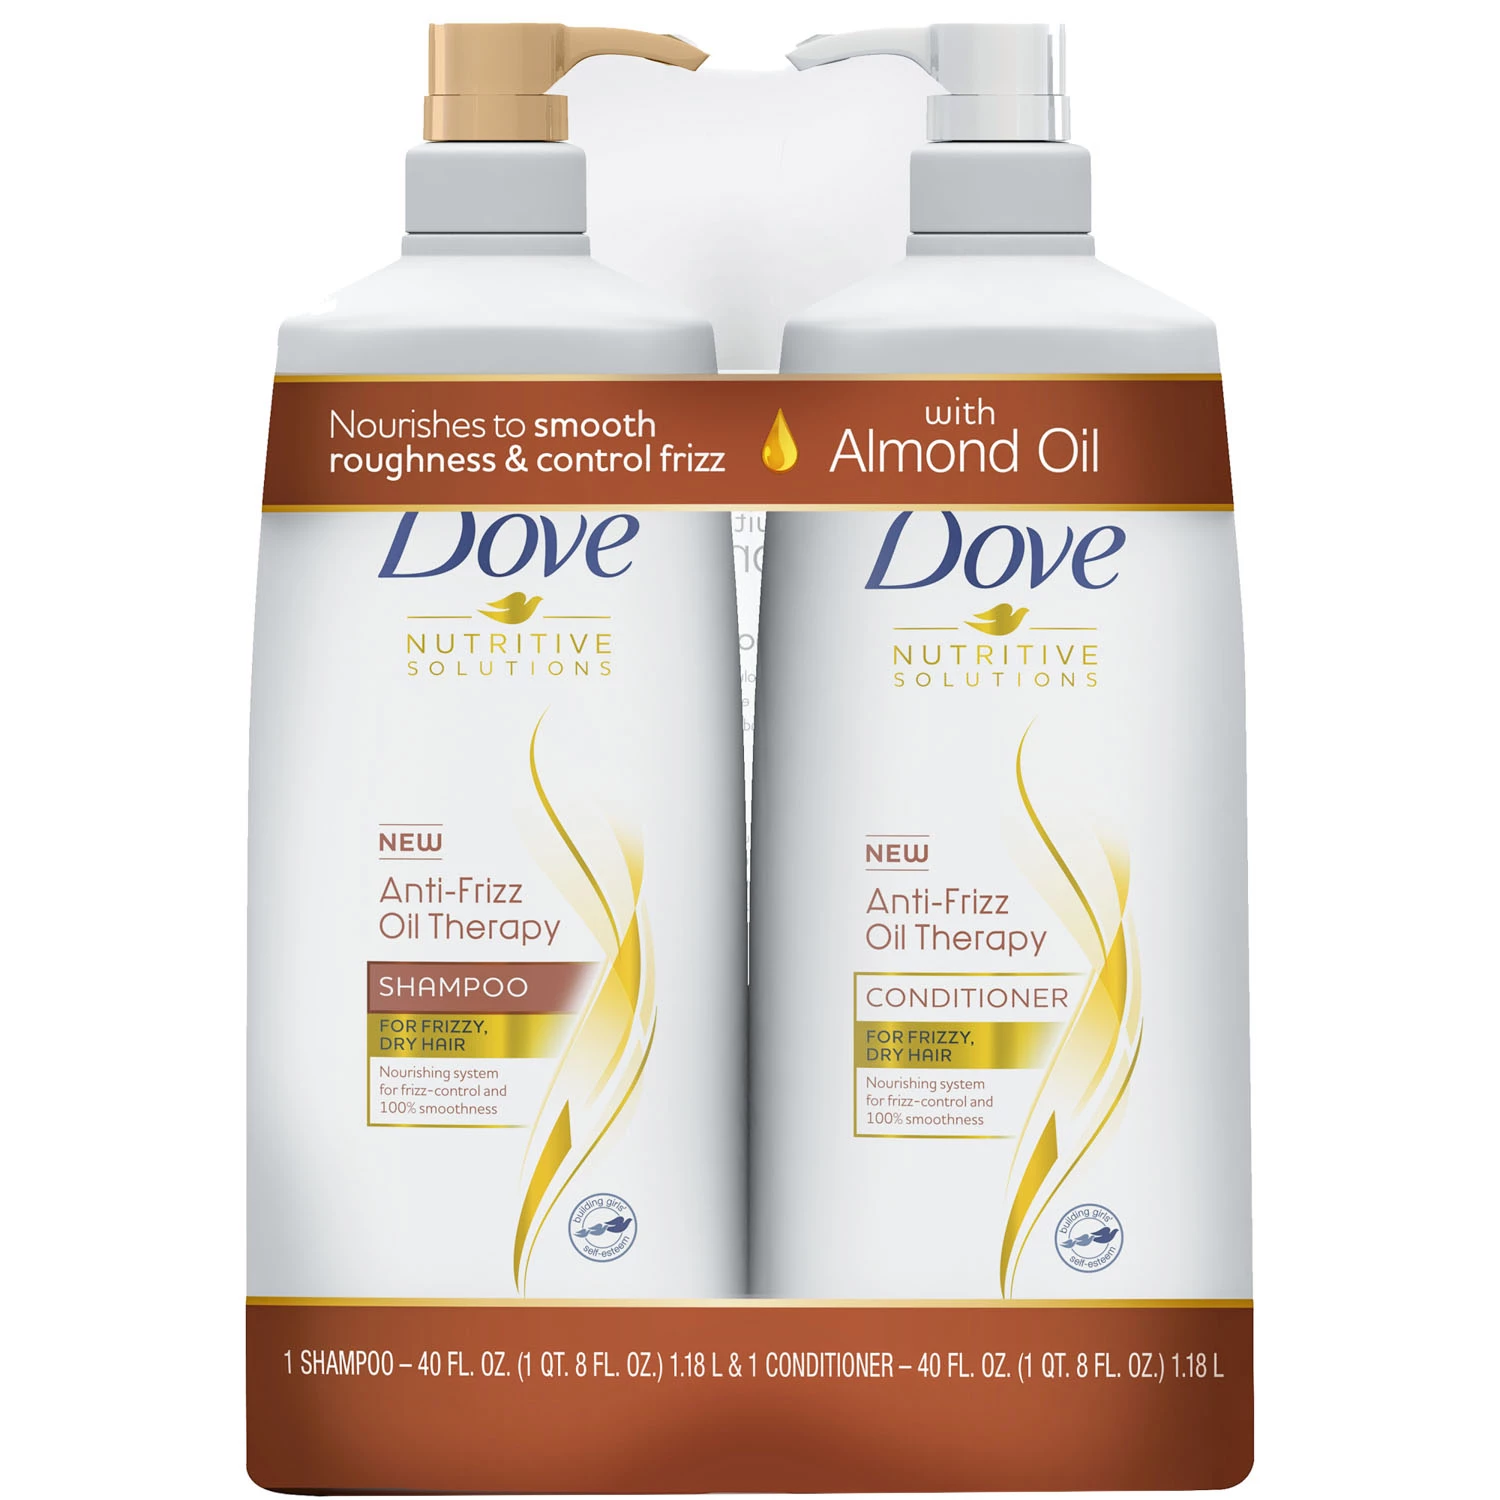 Nourishes to smooth
roughness & control frizz
with
Almond Oil
Dove
NUTRITIVE
SOLUTIONS
NEW
Anti-Frizz
Oil Therapy
SHAMPOO
FOR FRIZZY,
DRY HAIR
Nourishing system
for frizz-control and
100% smoothness
building girls'
self-esteem
Dove
NUTRITIVE
SOLUTIONS
NEW
Anti-Frizz
Oil Therapy
CONDITIONER
FOR FRIZZY,
DRY HAIR
Nourishing system
for frizz-control and
100% smoothness
building girls'
self-esteem
1 SHAMPOO – 40 FL. OZ. (1 QT. 8 FL. OZ.) 1.18 L & 1 CONDITIONER – 40 FL. OZ. (1 QT. 8 FL. OZ.) 1.18 L